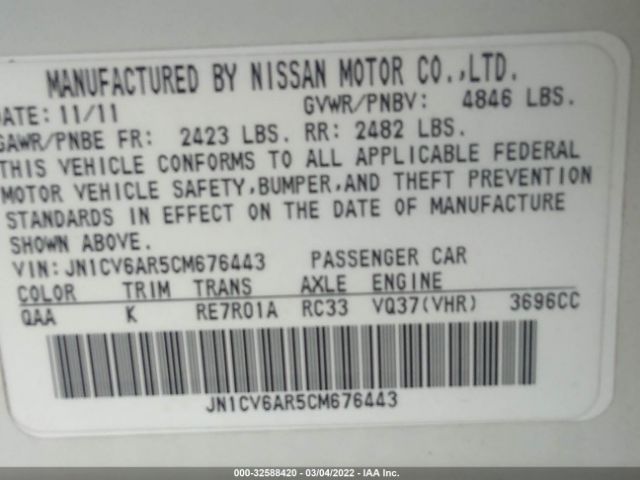 MANUFACTURED BY NISSAN MOTOR CO.,LTD.
DATE: 11/11 GVWR/PNBV: 4846 LBS.
GAWR/PNBE FR: 2423 LBS. RR: 2482 LBS.
THIS VEHICLE CONFORMS TO ALL APPLICABLE FEDERAL
MOTOR VEHICLE SAFETY,BUMPER,AND THEFT PREVENTION
STANDARDS IN EFFECT ON THE DATE OF MANUFACTURE
SHOWN ABOVE.
VIN:JN1CV6AR5CM676443 PASSENGER CAR
COLOR TRIM TRANS AXLE ENGINE
QAA K RE7R01A RC33 VQ37(VHR) 3696CC
JN1CV6AR5CM676443
000-32588420 - 03/04/2022 - IAA Inc.